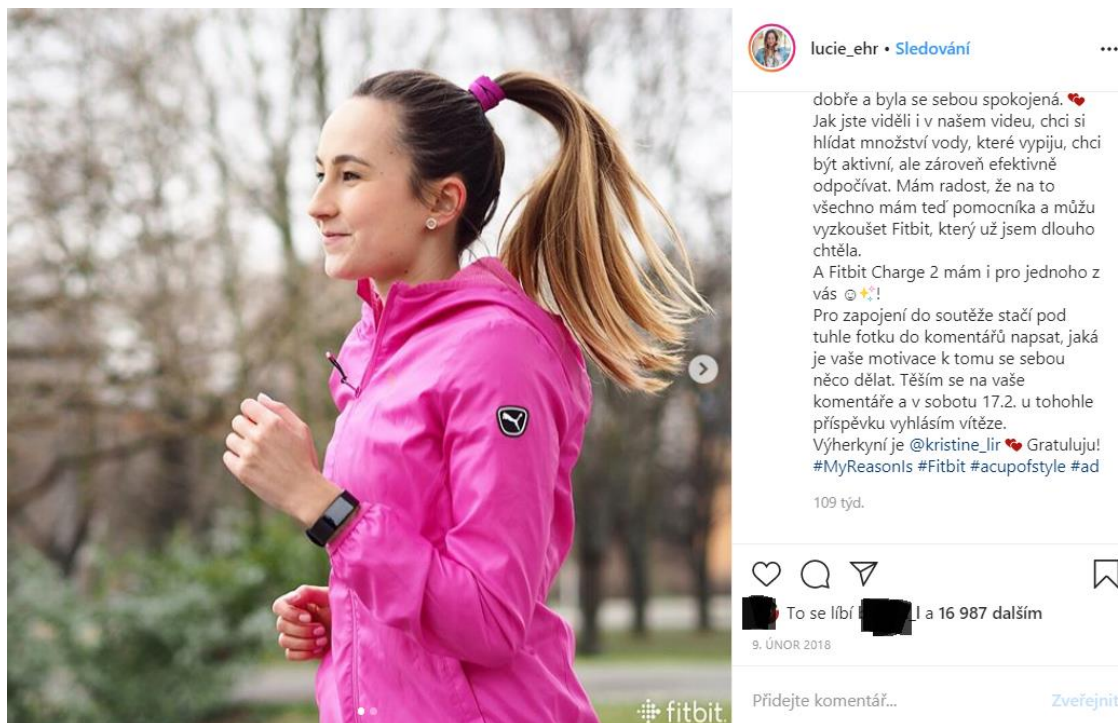 lucie_ehr • Sledování
dobře a byla se sebou spokojená. 💕
Jak jste viděli i v našem videu, chci si
hlídat množství vody, které vypiju, chci
být aktivní, ale zároveň efektivně
odpočívat. Mám radost, že na to
všechno mám teď pomocníka a můžu
vyzkoušet Fitbit, který už jsem dlouho
chtěla.
A Fitbit Charge 2 mám i pro jednoho z
vás ☺✨!
Pro zapojení do soutěže stačí pod
tuhle fotku do komentářů napsat, jaká
je vaše motivace k tomu se sebou
něco dělat. Těším se na vaše
komentáře a v sobotu 17.2. u tohohle
příspěvku vyhlásím vítěze.
Výherkyní je @kristine_lir 💕 Gratuluju!
#MyReasonIs #Fitbit #acupofstyle #ad
109 týd.
To se líbí a 16 987 dalším
9. ÚNOR 2018
Přidejte komentář... Zveřejnit
fitbit.